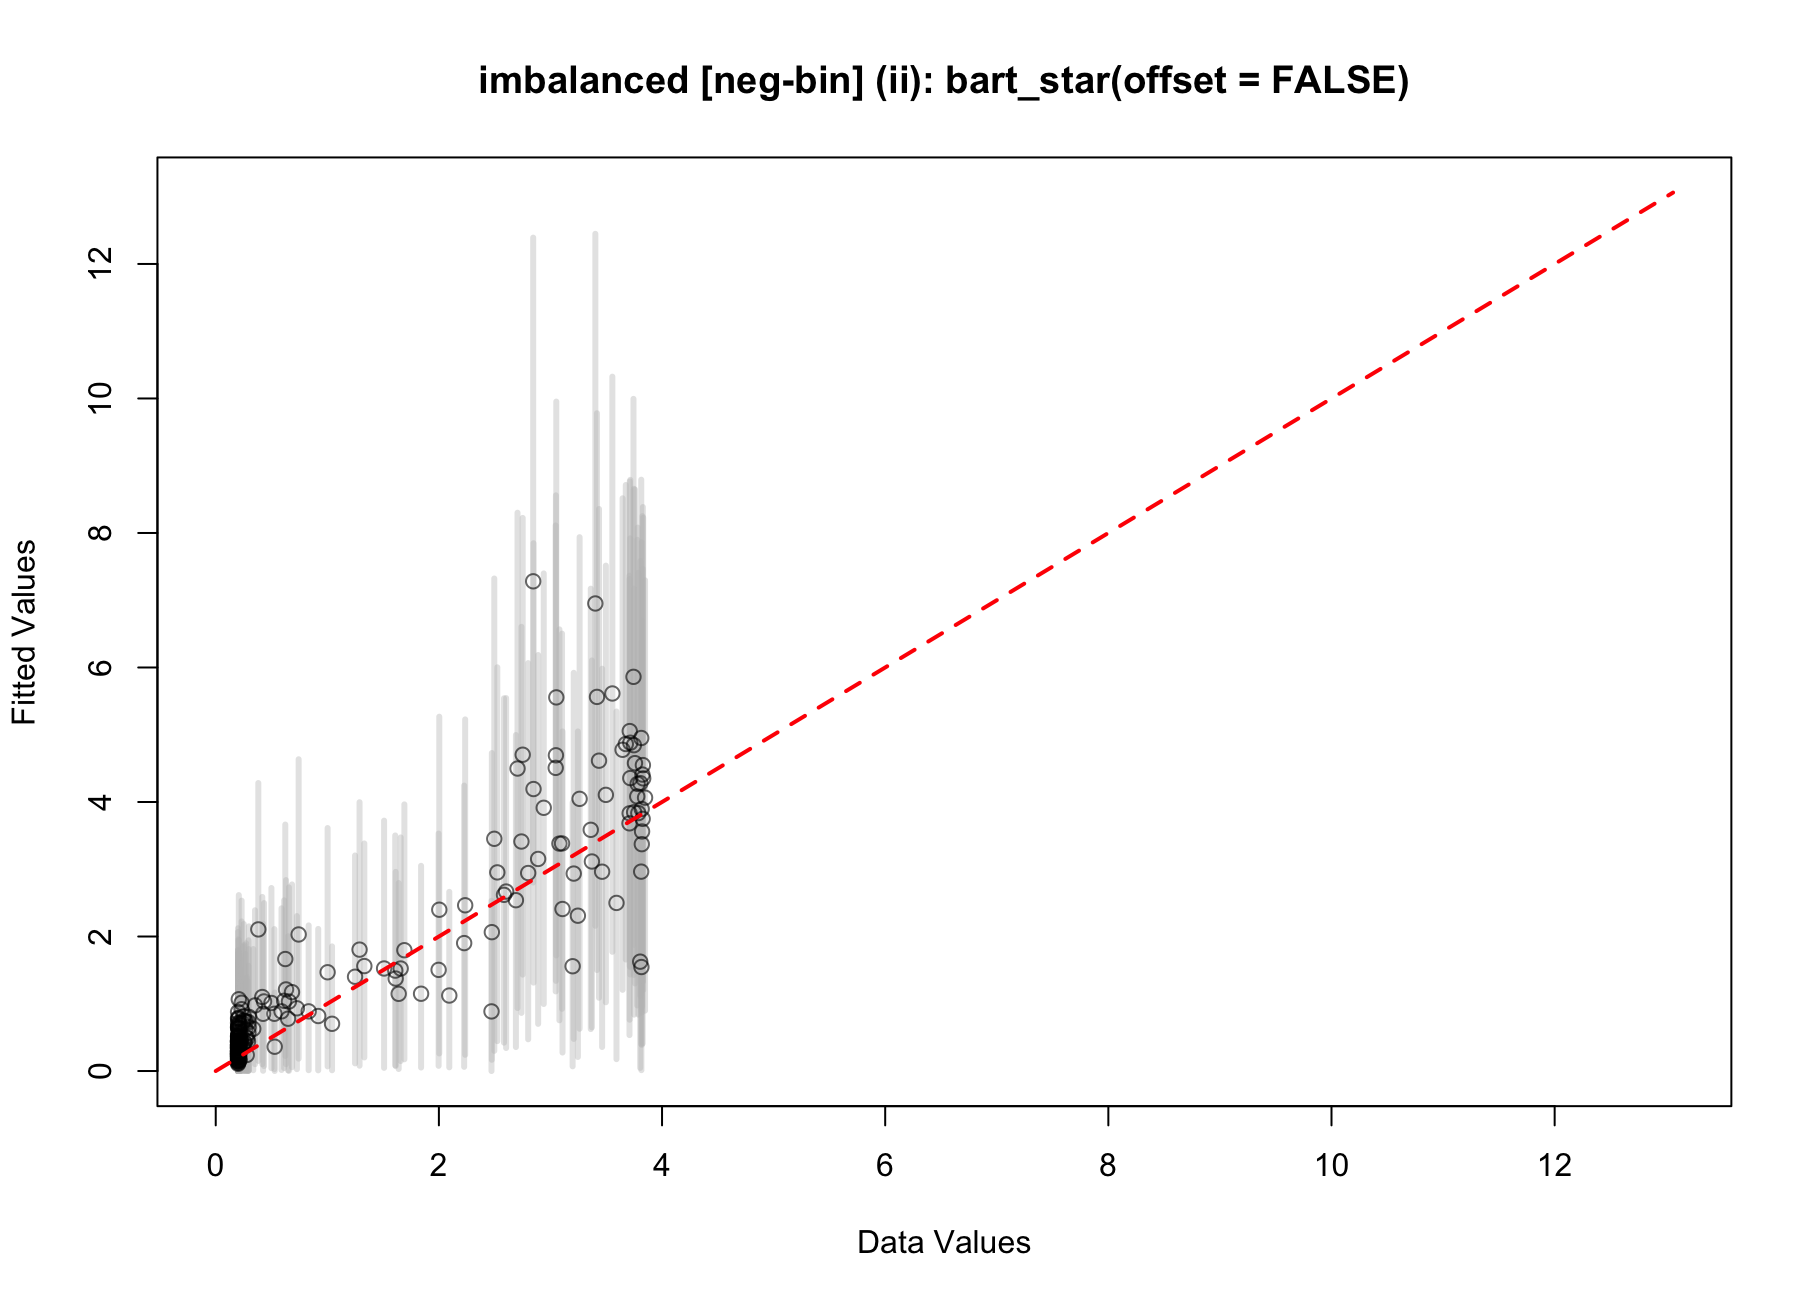 imbalanced [neg-bin] (ii): bart_star(offset = FALSE)
12
10
8
6
4
2
0
Fitted Values
0 2 4 6 8 10 12
Data Values